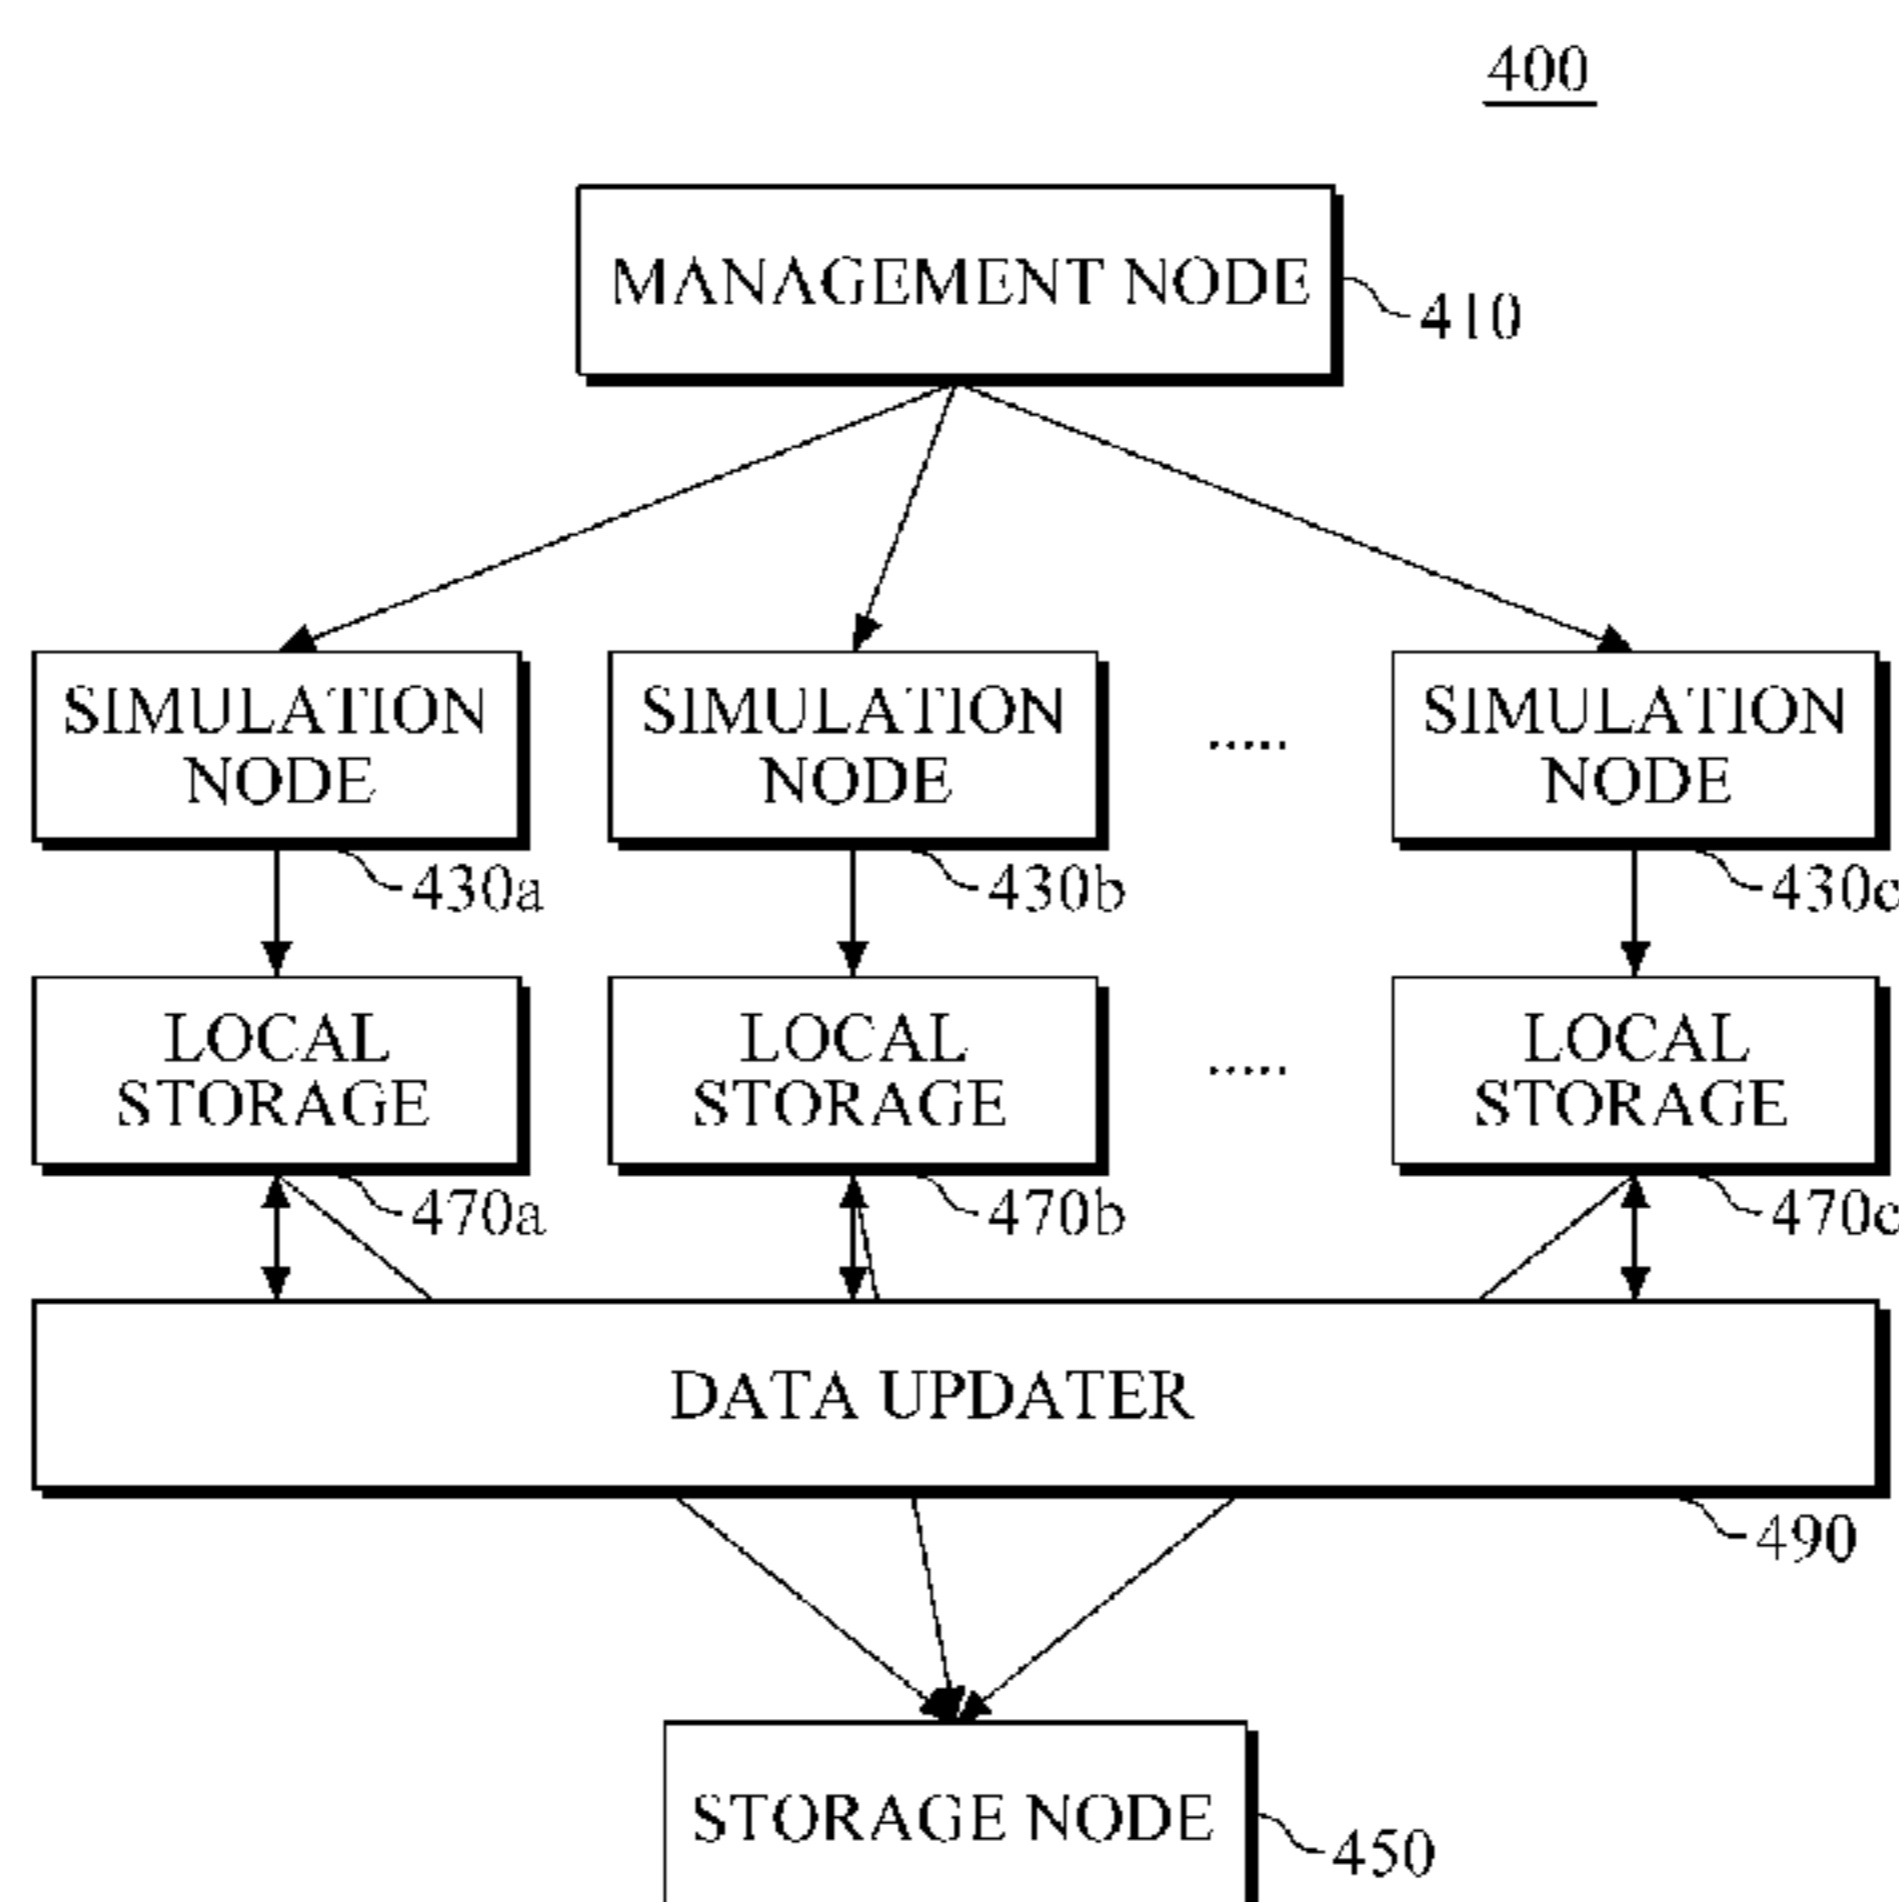 400
MANAGEMENT NODE
410
SIMULATION
NODE
SIMULATION
NODE
.....
SIMULATION
NODE
430a
430b
430c
LOCAL
STORAGE
LOCAL
STORAGE
.....
LOCAL
STORAGE
470a
470b
470c
DATA UPDATER
490
STORAGE NODE
450